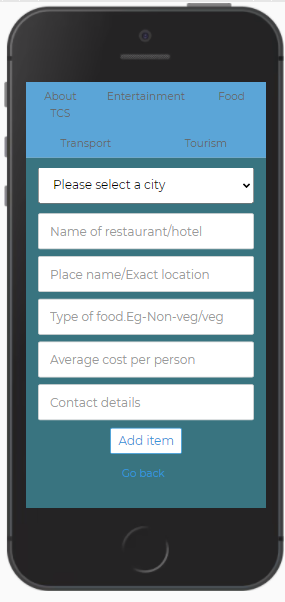 About Entertainment Food
TCS
Transport Tourism
Please select a city
Name of restaurant/hotel
Place name/Exact location
Type of food.Eg-Non-veg/veg
Average cost per person
Contact details
Add item
Go back